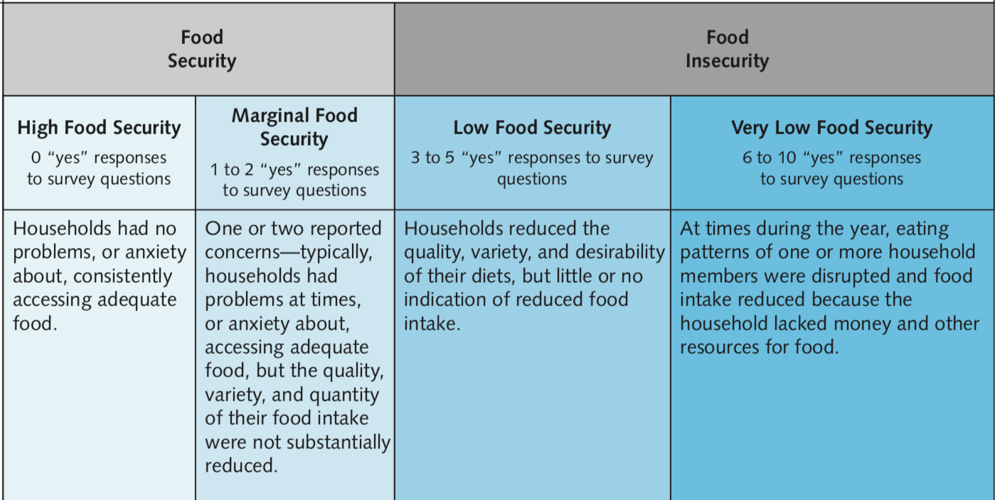 Food
Security
Food
Insecurity
High Food Security
0 “yes” responses
to survey questions
Marginal Food
Security
1 to 2 “yes” responses
to survey questions
Low Food Security
3 to 5 “yes” responses to survey
questions
Very Low Food Security
6 to 10 “yes” responses
to survey questions
Households had no
problems, or anxiety
about, consistently
accessing adequate
food.
One or two reported
concerns—typically,
households had
problems at times,
or anxiety about,
accessing adequate
food, but the quality,
variety, and quantity
of their food intake
were not substantially
reduced.
Households reduced the
quality, variety, and desirability
of their diets, but little or no
indication of reduced food
intake.
At times during the year, eating
patterns of one or more household
members were disrupted and food
intake reduced because the
household lacked money and other
resources for food.